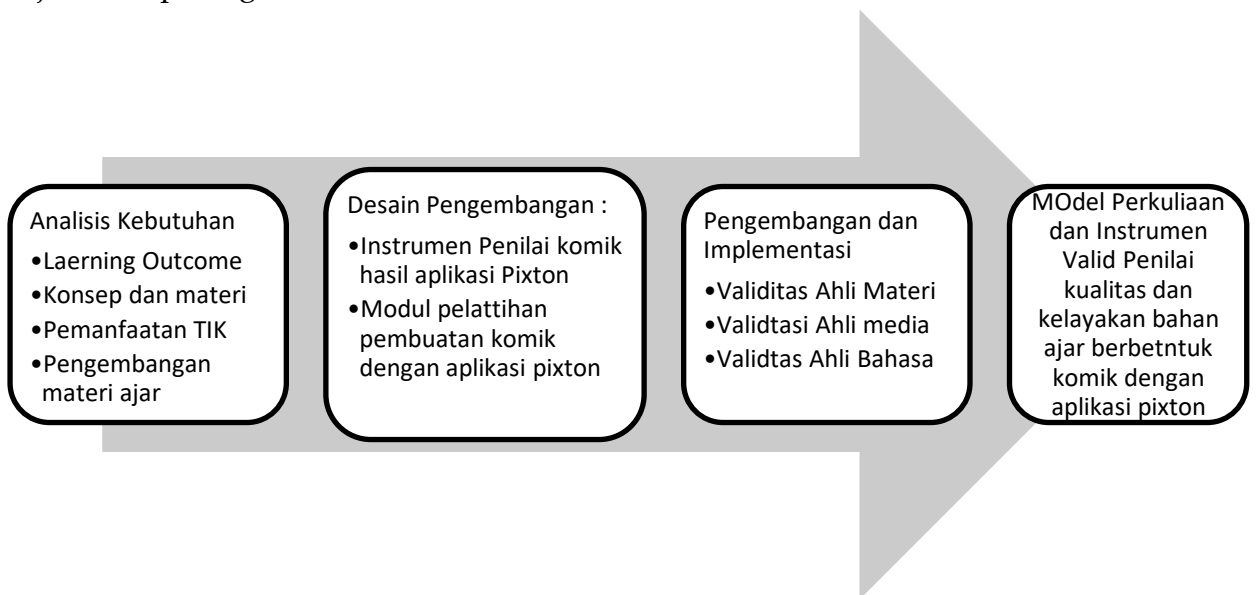 Analisis Kebutuhan
•Laerning Outcome
•Konsep dan materi
•Pemanfaatan TIK
•Pengembangan
materi ajar
Desain Pengembangan :
•Instrumen Penilai komik
hasil aplikasi Pixton
•Modul pelattihan
pembuatan komik
dengan aplikasi pixton
Pengembangan dan
Implementasi
•Validitas Ahli Materi
•Validtasi Ahli media
•Validtas Ahli Bahasa
MOdel Perkuliaan
dan Instrumen
Valid Penilai
kualitas dan
kelayakan bahan
ajar berbetntuk
komik dengan
aplikasi pixton